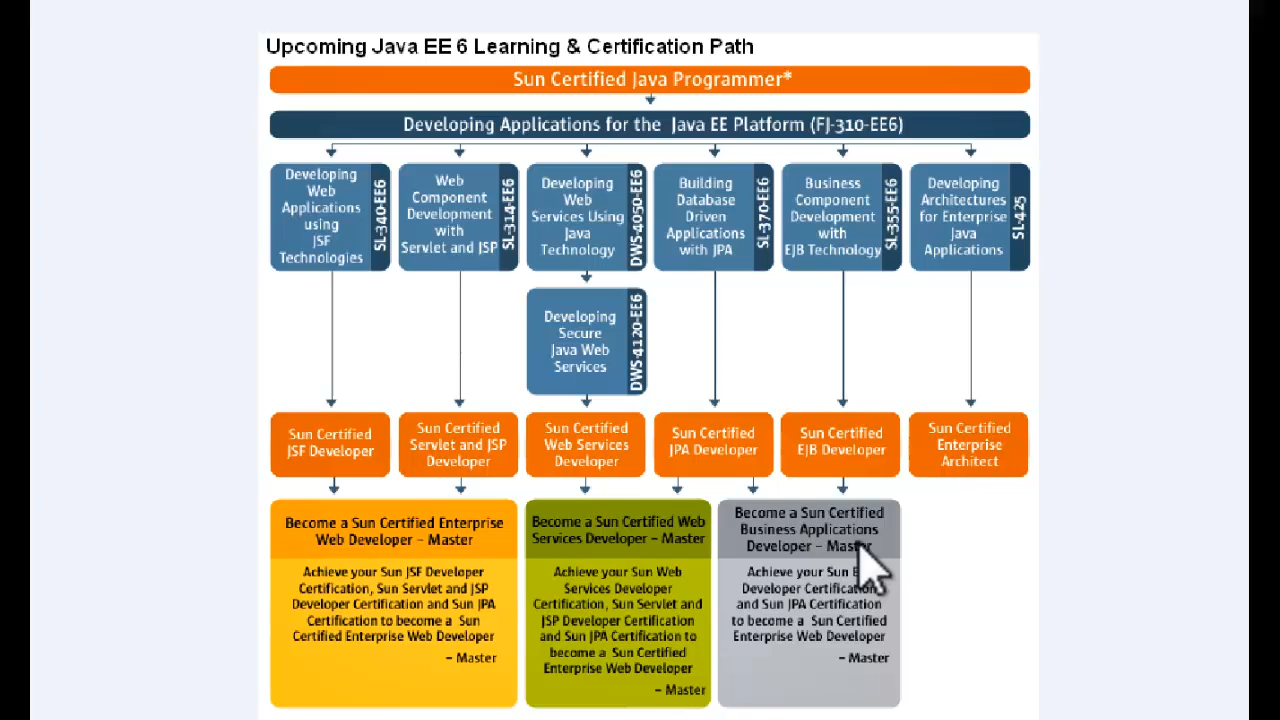 Upcoming Java EE 6 Learning & Certification Path
Sun Certified Java Programmer*
Developing Applications for the Java EE Platform (FJ-310-EE6)
Developing
Web
Applications
using
JSF
Technologies
SL-340-EE6
Web
Component
Development
with
Servlet and JSP
SL-314-EE6
Developing
Web
Services Using
Java
Technology
DWS-4050-EE6
Building
Database
Driven
Applications
with JPA
SL-370-EE6
Business
Component
Development
with
EJB Technology
SL-355-EE6
Developing
Architectures
for Enterprise
Java
Applications
SL-425
Developing
Secure
Java Web
Services
DWS-4120-EE6
Sun Certified
JSF Developer
Sun Certified
Servlet and JSP
Developer
Sun Certified
Web Services
Developer
Sun Certified
JPA Developer
Sun Certified
EJB Developer
Sun Certified
Enterprise
Architect
Become a Sun Certified Enterprise
Web Developer – Master
Achieve your Sun JSF Developer
Certification, Sun Servlet and JSP
Developer Certification and Sun JPA
Certification to become a Sun
Certified Enterprise Web Developer
– Master
Become a Sun Certified Web
Services Developer – Master
Achieve your Sun Web
Services Developer
Certification, Sun Servlet and
JSP Developer Certification
and Sun JPA Certification to
become a Sun Certified
Enterprise Web Developer
– Master
Become a Sun Certified
Business Applications
Developer – Master
Achieve your Sun
Developer Certification
and Sun JPA Certification
to become a Sun Certified
Enterprise Web Developer
– Master